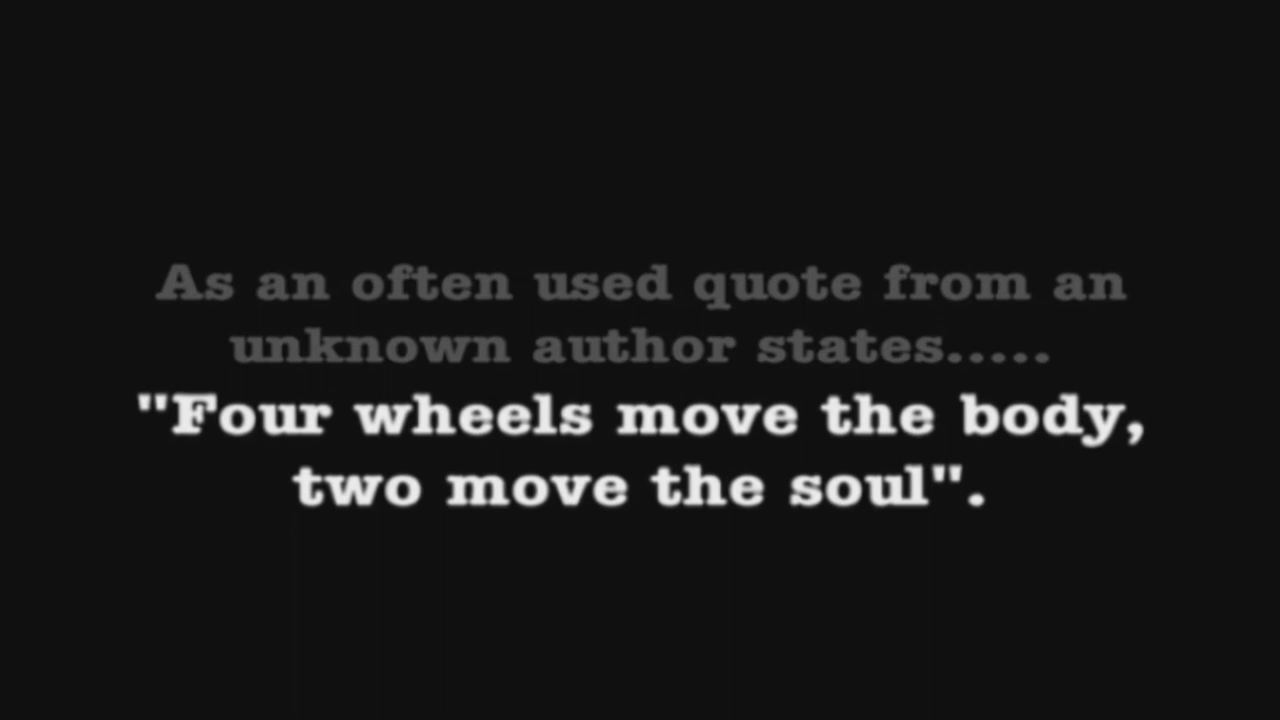 As an often used quote from an
unknown author states.....
"Four wheels move the body,
two move the soul".